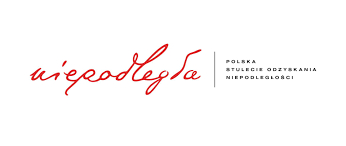 niepodległa
POLSKA
STULECIE ODZYSKANIA
NIEPODLEGŁOŚCI